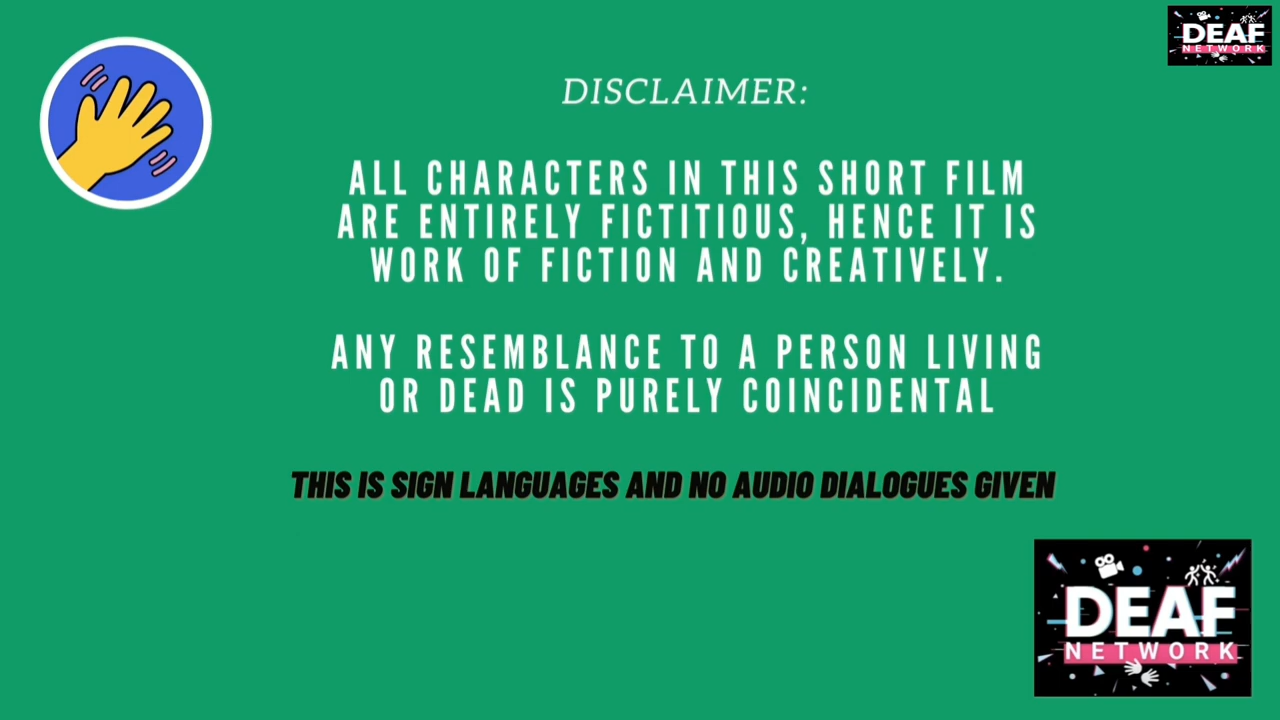 DEAF
NETWORK
DISCLAIMER:
ALL CHARACTERS IN THIS SHORT FILM
ARE ENTIRELY FICTITIOUS, HENCE IT IS
WORK OF FICTION AND CREATIVELY.
ANY RESEMBLANCE TO A PERSON LIVING
OR DEAD IS PURELY COINCIDENTAL
THIS IS SIGN LANGUAGES AND NO AUDIO DIALOGUES GIVEN
DEAF
NETWORK